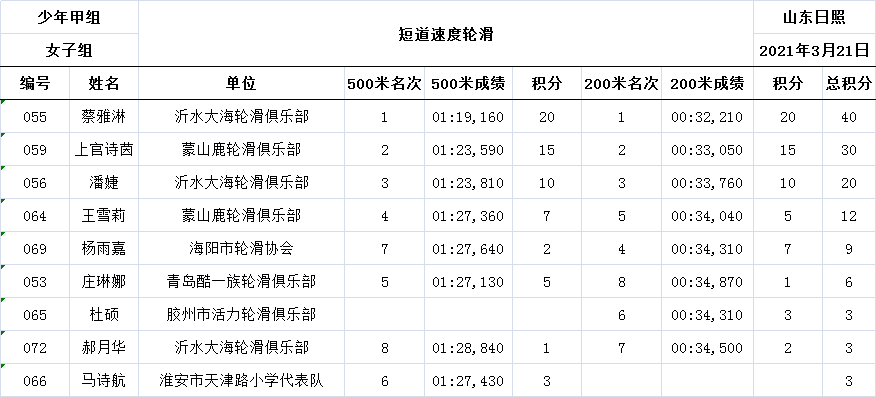 少年甲组 短道速度轮滑 山东日照
女子组 2021年3月21日
编号 姓名 单位 500米名次 500米成绩 积分 200米名次 200米成绩 积分 总积分
055 蔡雅淋 沂水大海轮滑俱乐部 1 01:19,160 20 1 00:32,210 20 40
059 上官诗茵 蒙山鹿轮滑俱乐部 2 01:23,590 15 2 00:33,050 15 30
056 潘婕 沂水大海轮滑俱乐部 3 01:23,810 10 3 00:33,760 10 20
064 王雪莉 蒙山鹿轮滑俱乐部 4 01:27,360 7 5 00:34,040 5 12
069 杨雨嘉 海阳市轮滑协会 7 01:27,640 2 4 00:34,310 7 9
053 庄琳娜 青岛酷一族轮滑俱乐部 5 01:27,130 5 8 00:34,870 1 6
065 杜硕 胶州市活力轮滑俱乐部 6 00:34,310 3 3
072 郝月华 沂水大海轮滑俱乐部 8 01:28,840 1 7 00:34,500 2 3
066 马诗航 淮安市天津路小学代表队 6 01:27,430 3 3